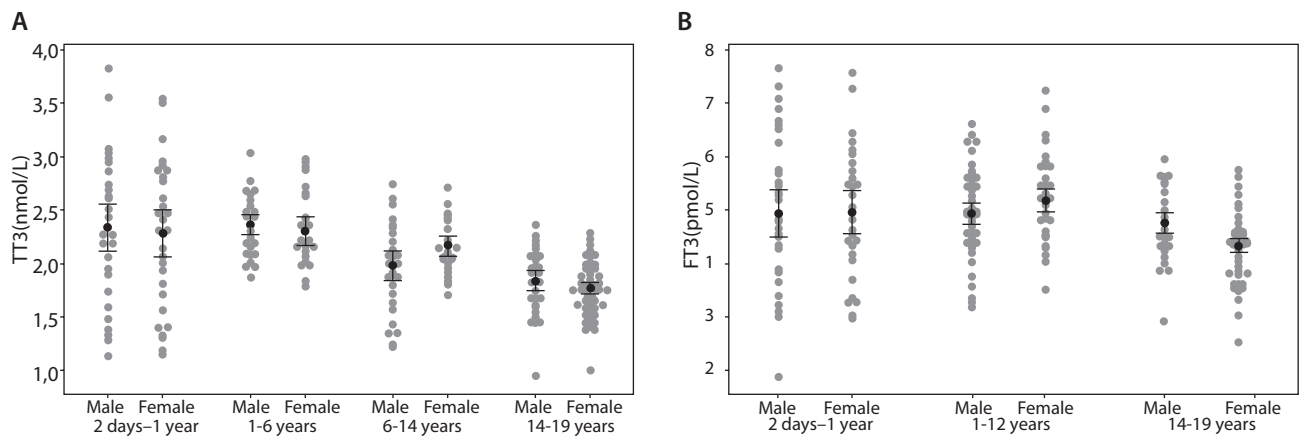 A
TT3(nmol/L)
4,0
3,5
3,0
2,5
2,0
1,5
1,0
Male Female Male Female Male Female Male Female
2 days–1 year 1-6 years 6-14 years 14-19 years
B
FT3(pmol/L)
8
7
6
5
1
3
2
Male Female Male Female Male Female
2 days–1 year 1-12 years 14-19 years